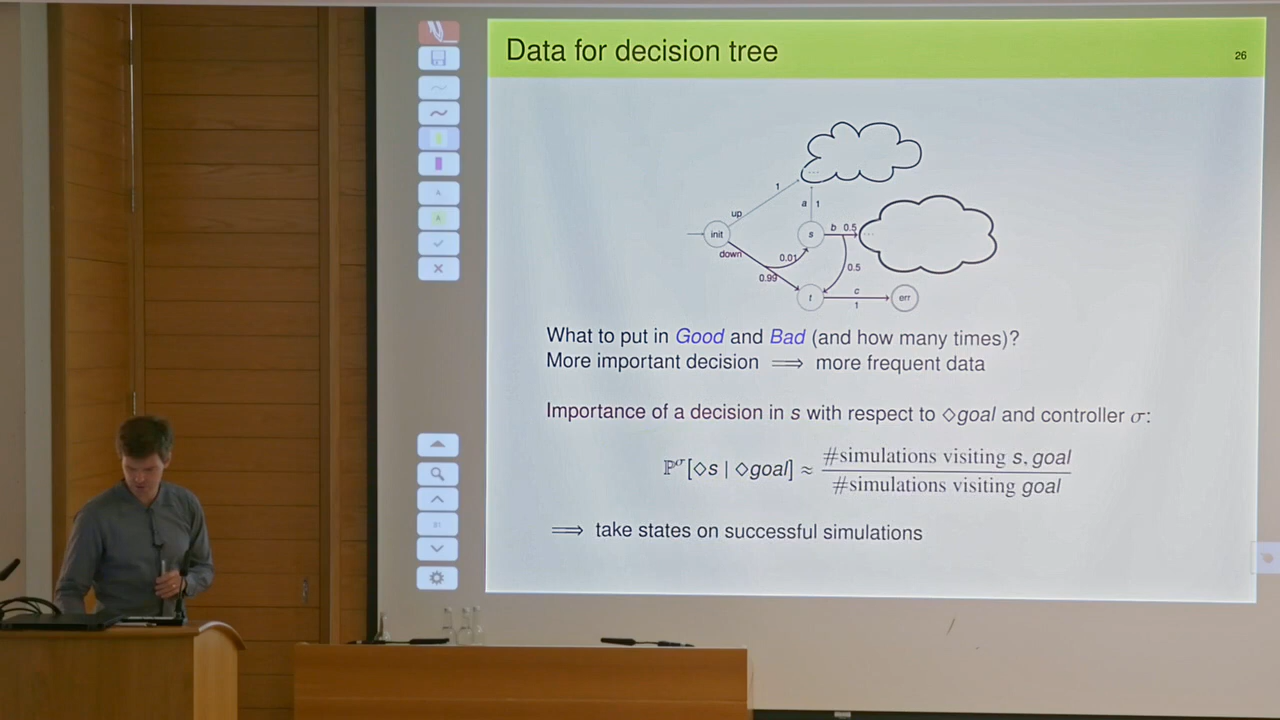 Data for decision tree
26
1
up
a 1
init
s
b 0.5
down
0.01
0.99
0.5
t
c
1
err
What to put in Good and Bad (and how many times)?
More important decision ⟹ more frequent data
Importance of a decision in s with respect to ◇goal and controller σ:
ℙ^σ[◇s | ◇goal] ≈ #simulations visiting s, goal
#simulations visiting goal
⟹ take states on successful simulations